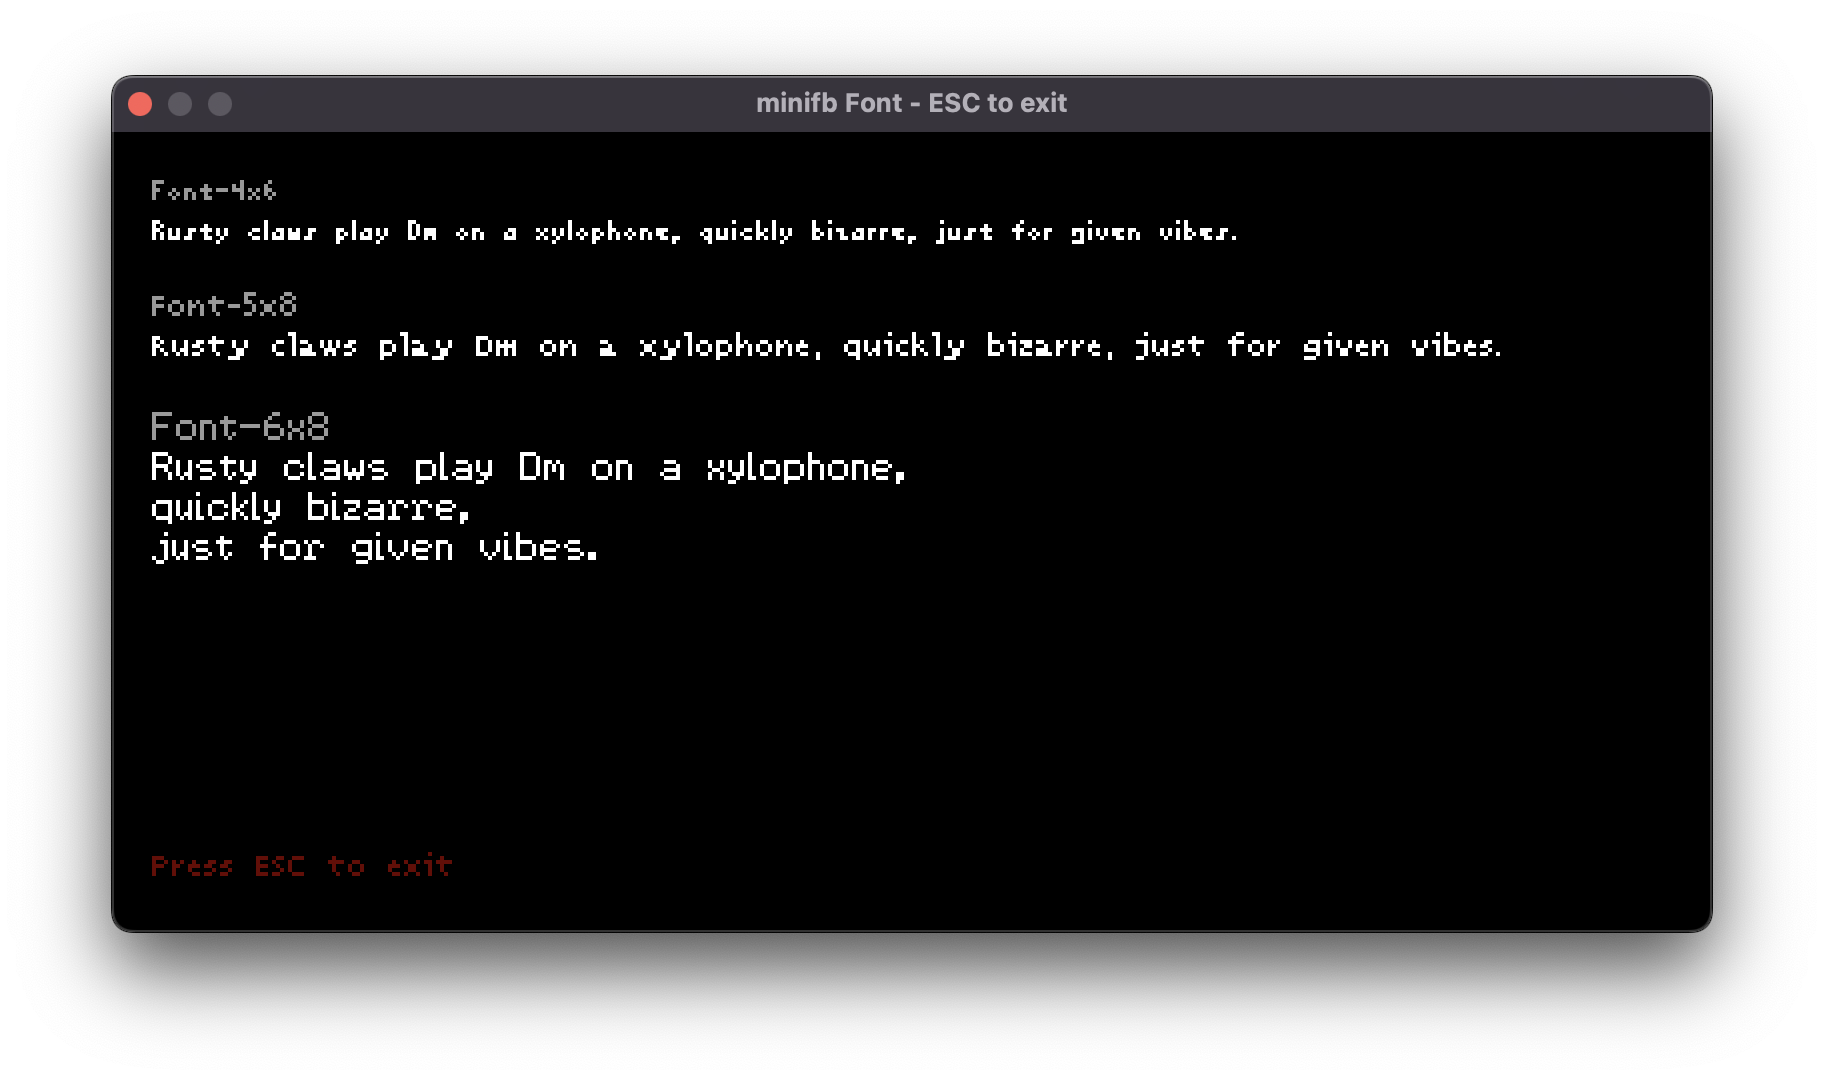 minifb Font - ESC to exit
Font-4x6
Rusty claws play Dm on a xylophone, quickly bizarre, just for given vibes.
Font-5x8
Rusty claws play Dm on a xylophone, quickly bizarre, just for given vibes.
Font-6x8
Rusty claws play Dm on a xylophone,
quickly bizarre,
just for given vibes.
Press ESC to exit